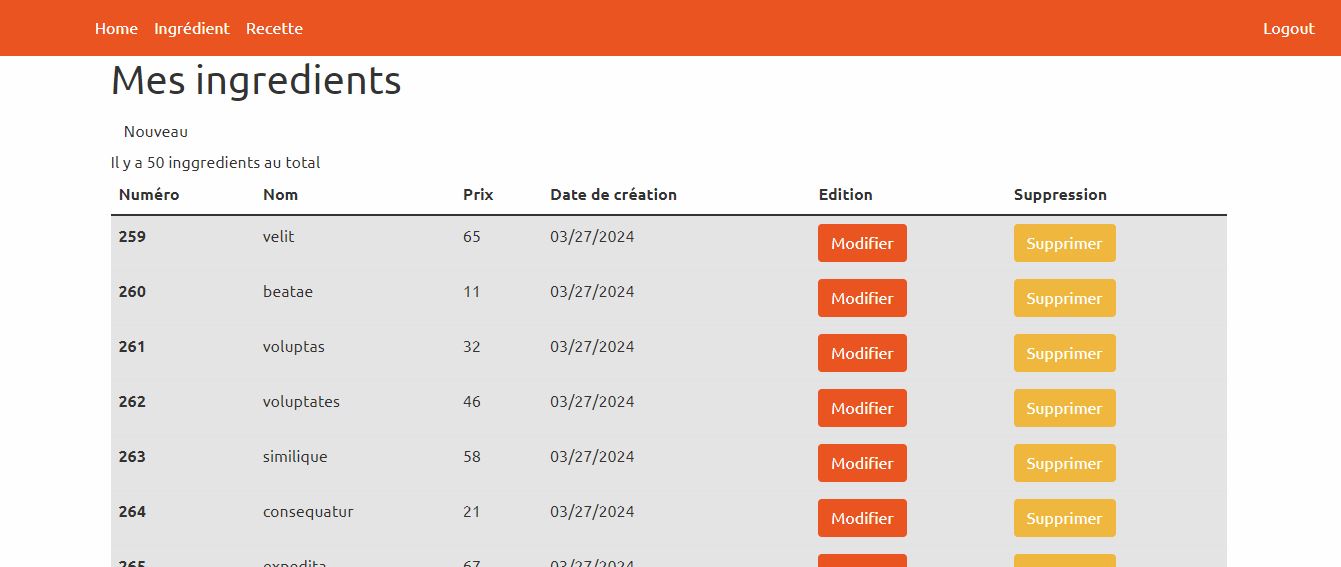 Home Ingrédient Recette Logout
Mes ingredients
Nouveau
Il y a 50 inggredients au total
Numéro Nom Prix Date de création Edition Suppression
259 velit 65 03/27/2024 Modifier Supprimer
260 beatae 11 03/27/2024 Modifier Supprimer
261 voluptas 32 03/27/2024 Modifier Supprimer
262 voluptates 46 03/27/2024 Modifier Supprimer
263 similique 58 03/27/2024 Modifier Supprimer
264 consequatur 21 03/27/2024 Modifier Supprimer
265 expedita 67 03/27/2024